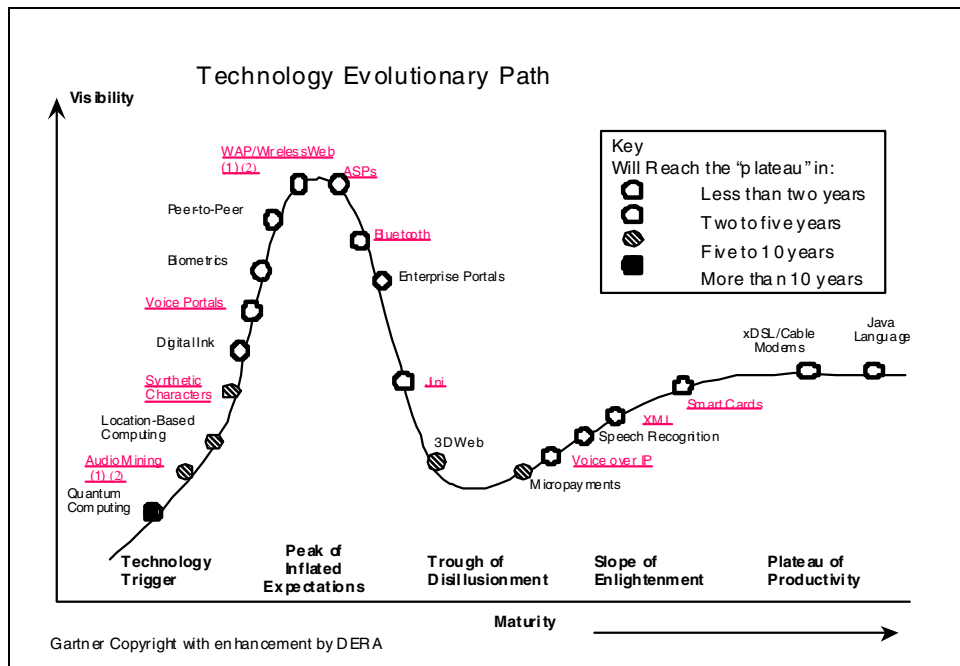 Technology Evolutionary Path
Visibility
Key
Will Reach the “plateau” in:
Less than two years
Two to five years
Five to 10 years
More than 10 years
WAP/Wireless Web
(1) (2)
ASPs
Peer-to-Peer
Bluetooth
Biometrics
Enterprise Portals
Voice Portals
Digital Ink
Synthetic
Characters
Location-Based
Computing
Audio Mining
(1) (2)
Quantum
Computing
Jini
3D Web
Micropayments
Voice over IP
Speech Recognition
XML
Smart Cards
xDSL/Cable
Modems
Java
Language
Technology
Trigger
Peak of
Inflated
Expectations
Trough of
Disillusionment
Slope of
Enlightenment
Plateau of
Productivity
Maturity
Gartner Copyright with enhancement by DERA